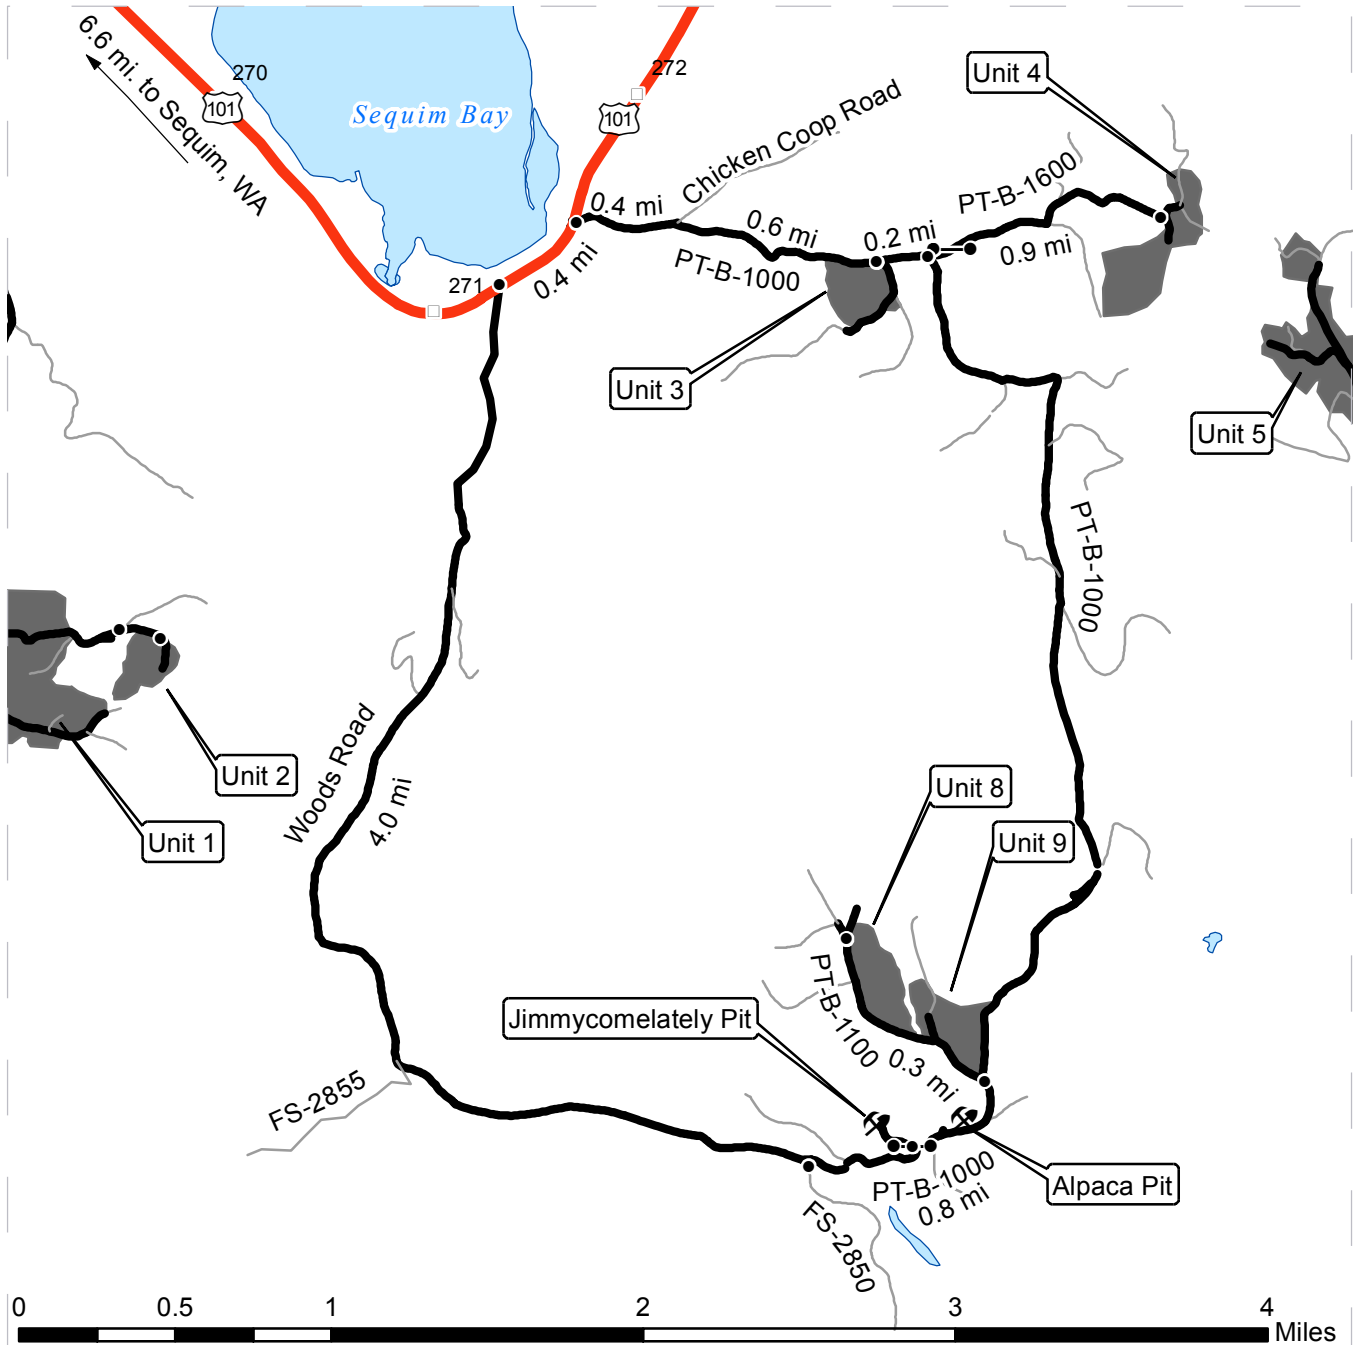 6.6 mi. to Sequim, WA
270
101
Sequim Bay
272
101
Unit 4
Chicken Coop Road
0.4 mi
0.6 mi
0.2 mi
PT-B-1600
0.9 mi
PT-B-1000
271
0.4 mi
Unit 3
Unit 5
PT-B-1000
Woods Road
4.0 mi
Unit 2
Unit 1
Unit 8
Unit 9
PT-B-1100
0.3 mi
Jimmycomelately Pit
FS-2855
PT-B-1000
0.8 mi
Alpaca Pit
FS-2850
0 0.5 1 2 3 4
Miles